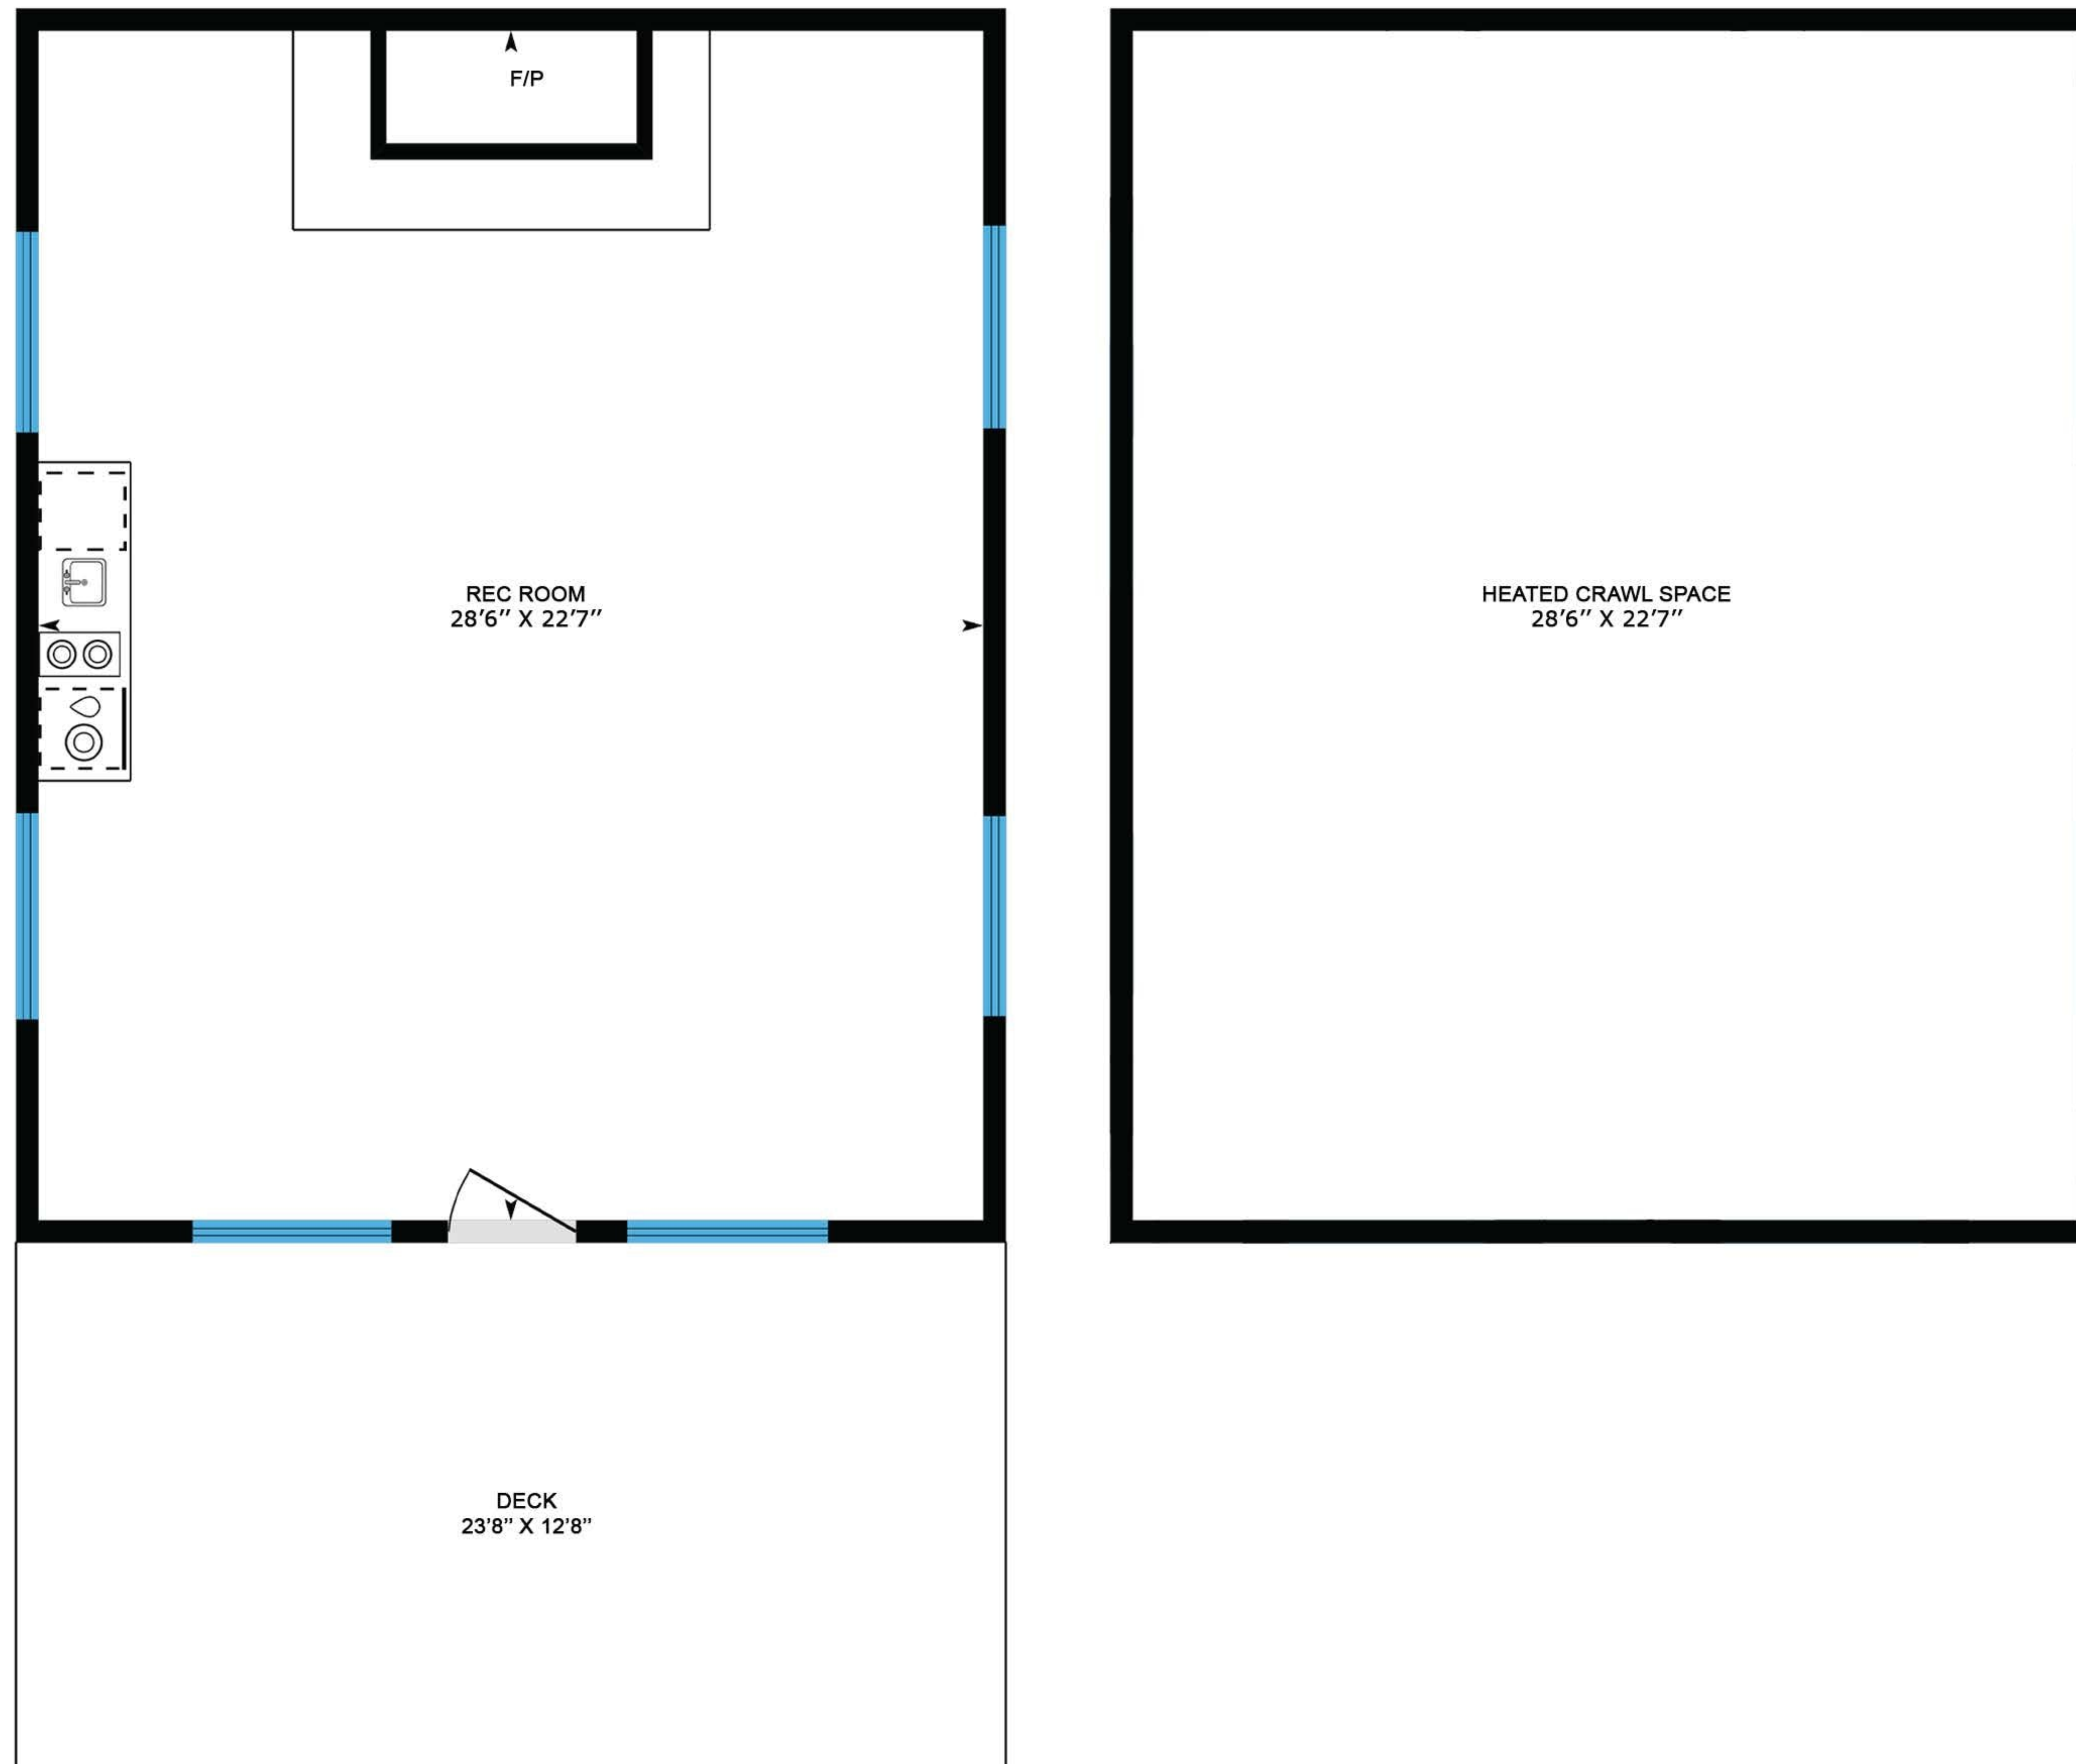 F/P
REC ROOM
28′6″ X 22′7″
HEATED CRAWL SPACE
28′6″ X 22′7″
DECK
23'8" X 12'8"